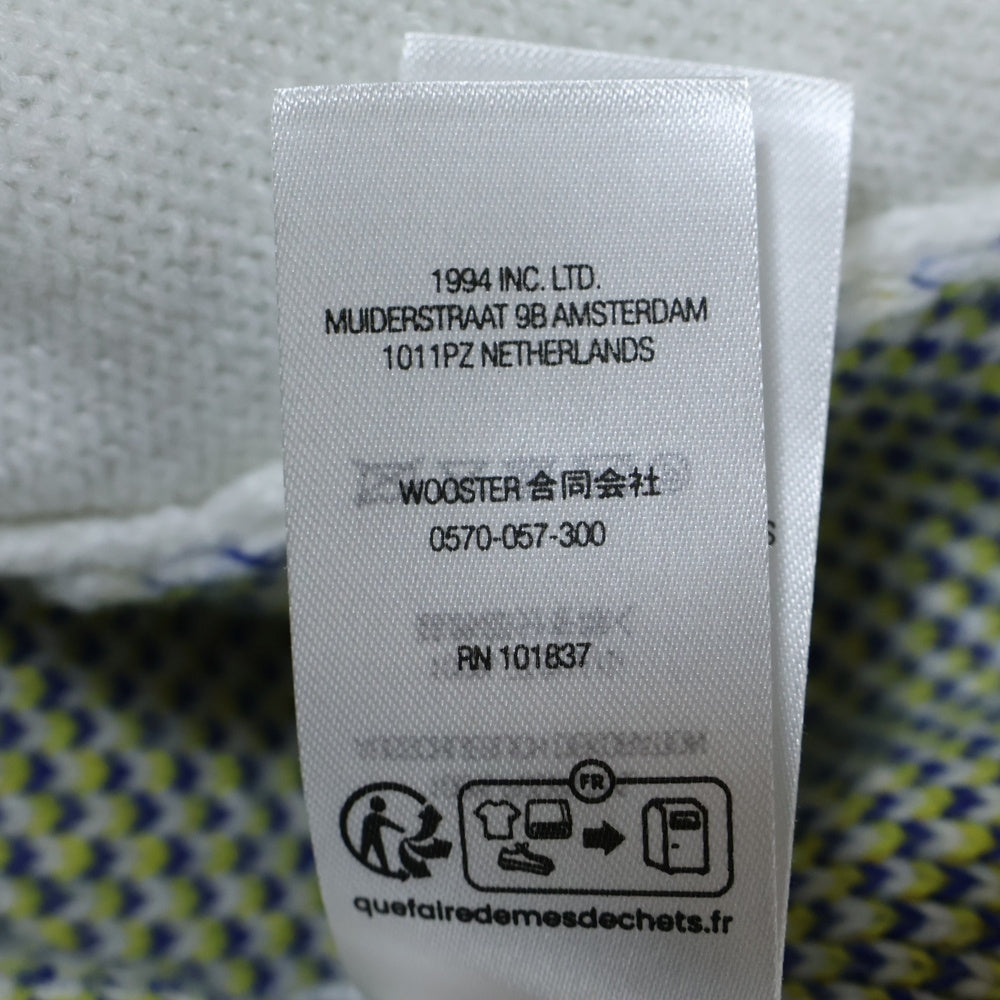 1994 INC. LTD.
MUIDERSTRAAT 9B AMSTERDAM
1011PZ NETHERLANDS
WOOSTER 合同会社
0570-057-300
RN 101837
FR
quefairedemesdechets.fr